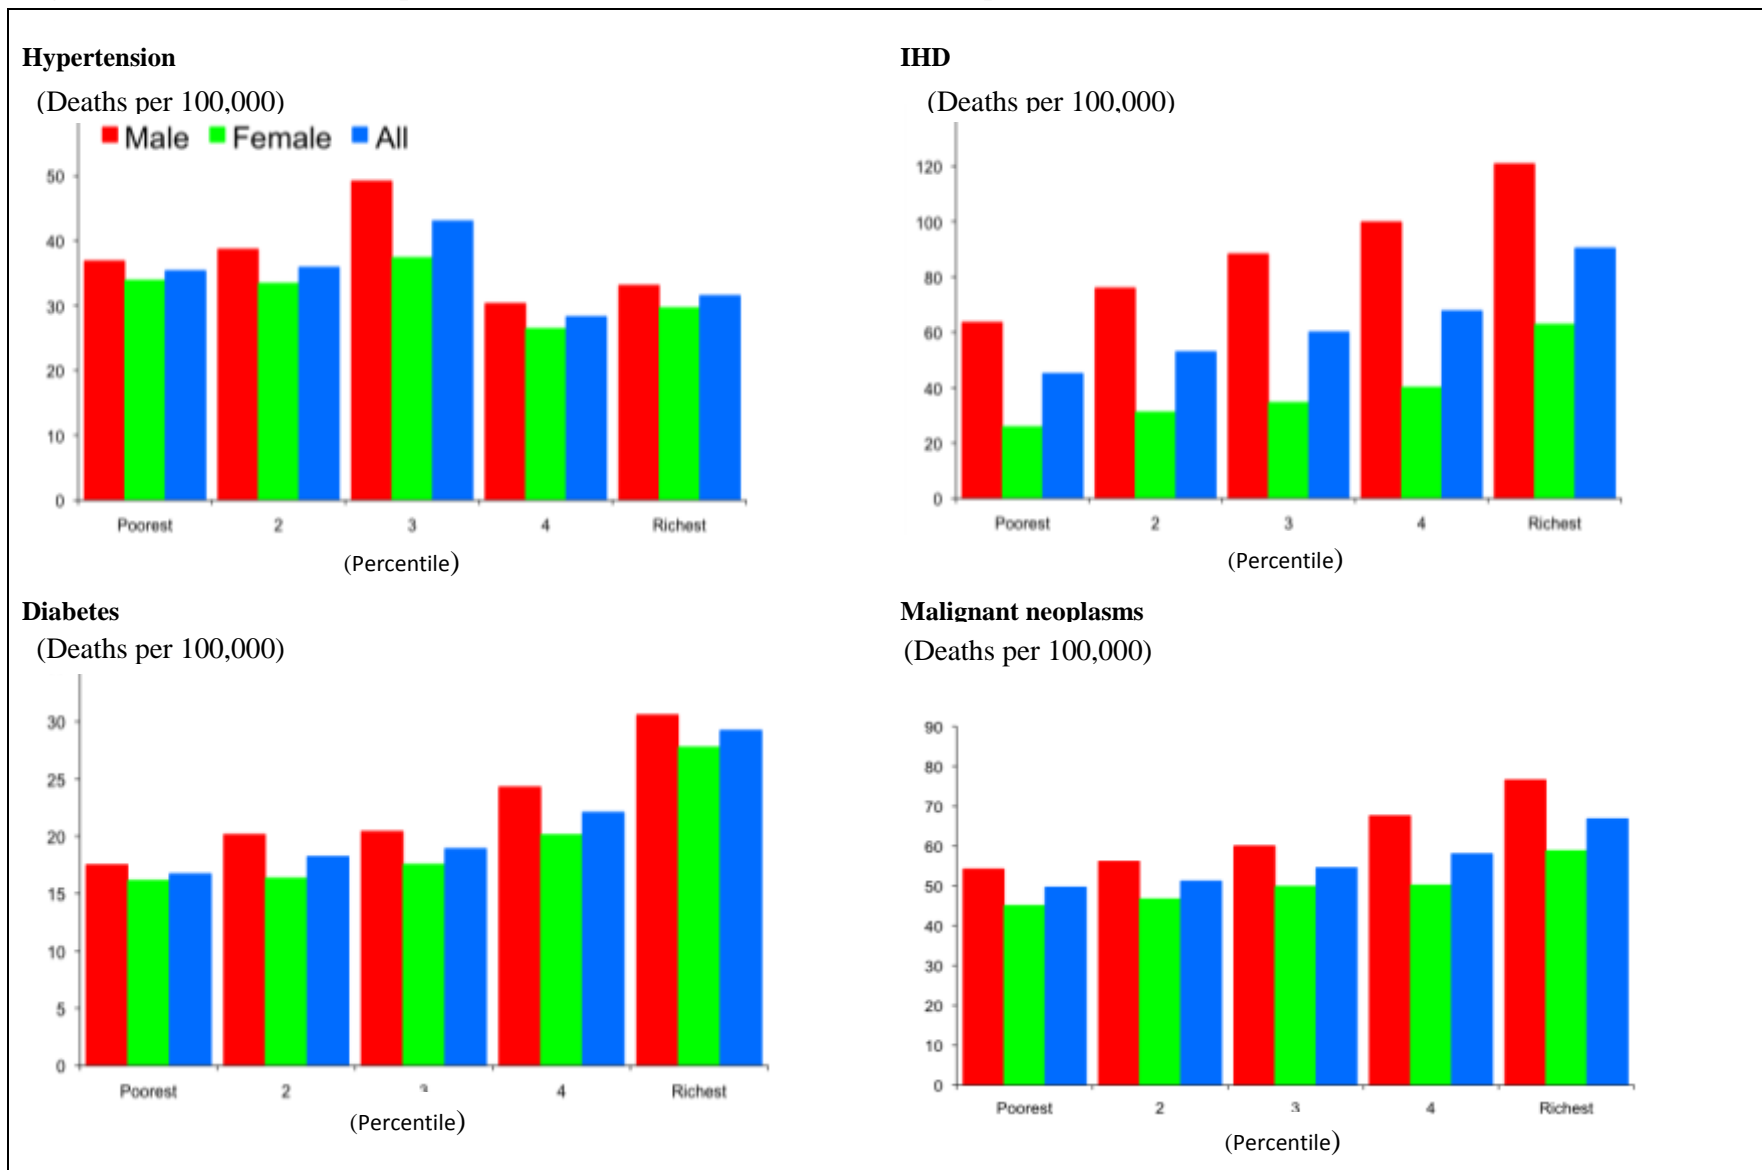 Hypertension
(Deaths per 100,000)
Male Female All
50
40
30
20
10
0
Poorest 2 3 4 Richest
(Percentile)
IHD
(Deaths per 100,000)
120
100
80
60
40
20
0
Poorest 2 3 4 Richest
(Percentile)
Diabetes
(Deaths per 100,000)
30
25
20
15
10
5
0
Poorest 2 3 4 Richest
(Percentile)
Malignant neoplasms
(Deaths per 100,000)
90
80
70
60
50
40
30
20
10
0
Poorest 2 3 4 Richest
(Percentile)